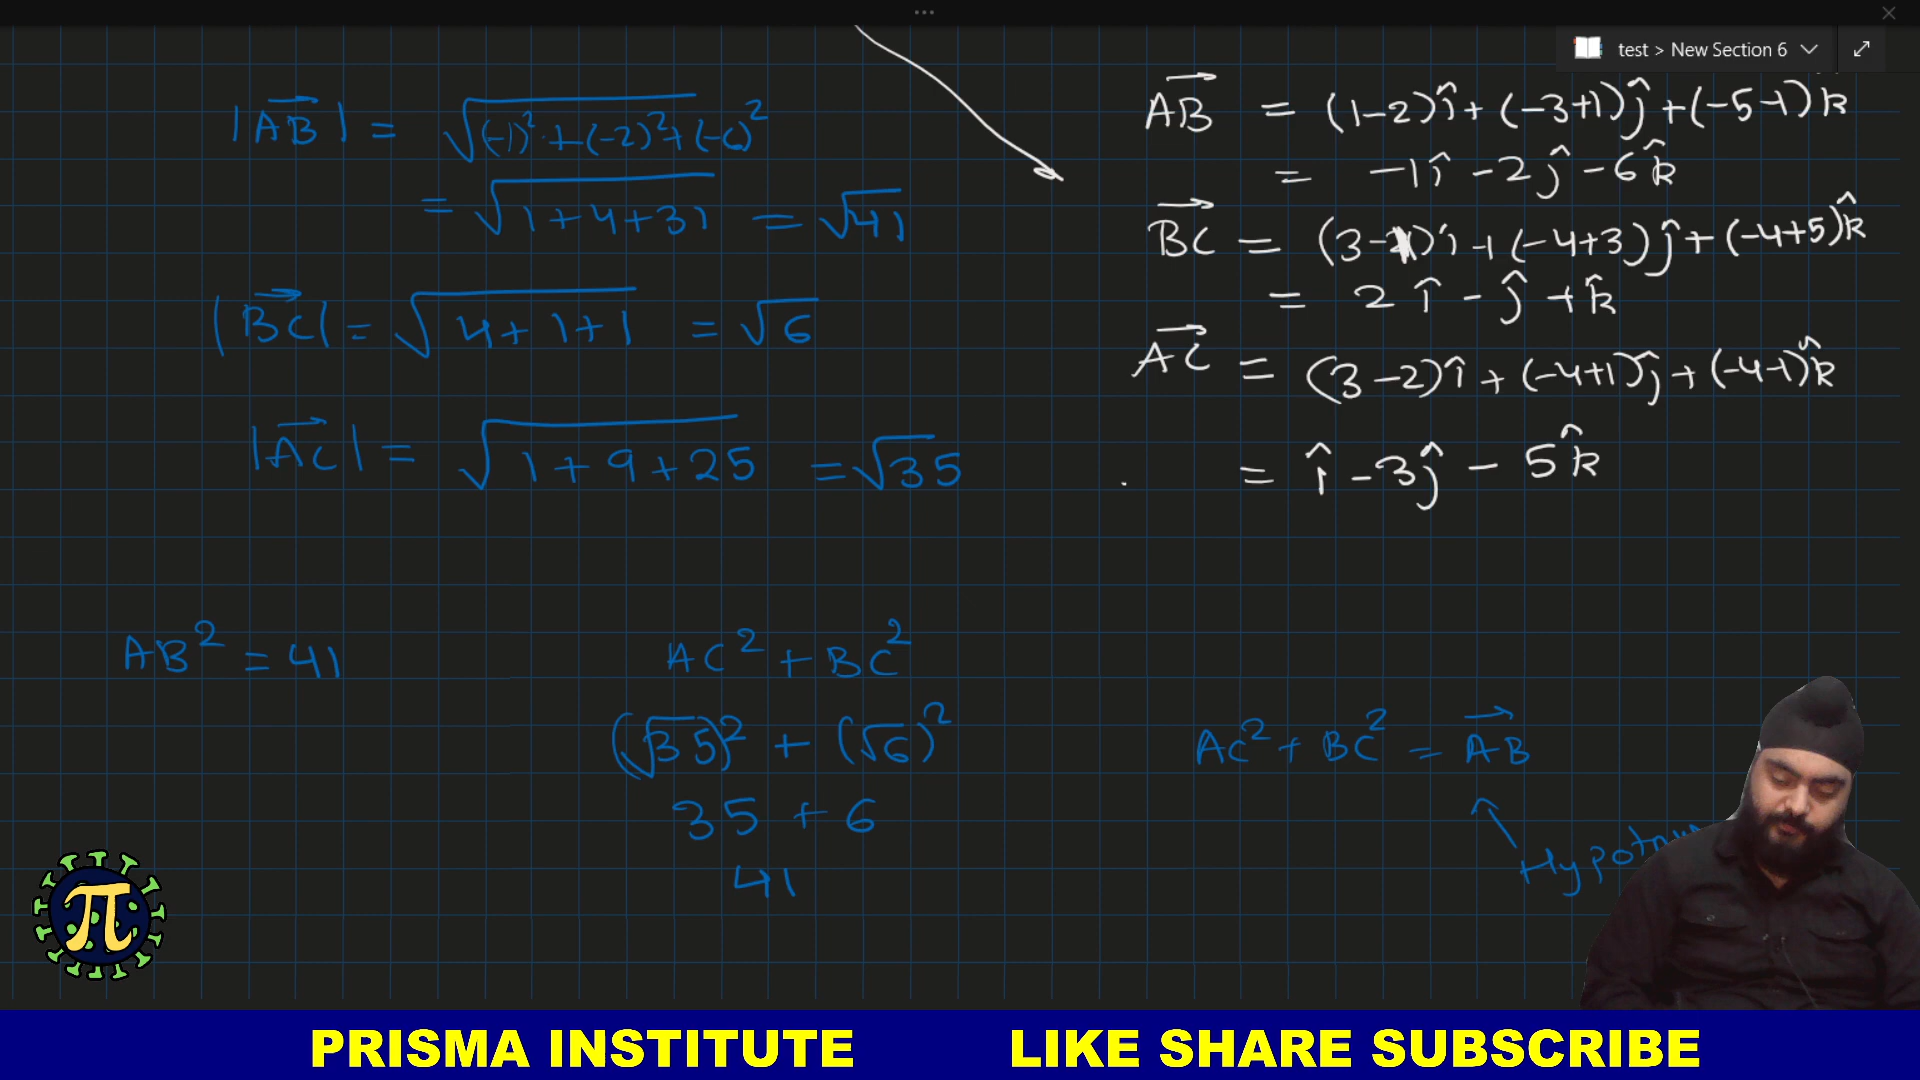 test > New Section 6
|AB| = √(-1)² + (-2)² + (-6)²
= √1+4+31 = √41
|BC| = √4+1+1 = √6
|AC| = √1+9+25 = √35
AB = (1-2)î + (-3+1)ĵ + (-5-1)k
= -1î - 2ĵ - 6k̂
BC = (3-1)î + (-4+3)ĵ + (-4+5)k̂
= 2î - ĵ + k̂
AC = (3-2)î + (-4+1)ĵ + (-4-1)k̂
= î - 3ĵ - 5k̂
AB² = 41
AC² + BC²
(√35)² + (√6)²
35 + 6
41
AC² + BC² = AB
π
PRISMA INSTITUTE LIKE SHARE SUBSCRIBE